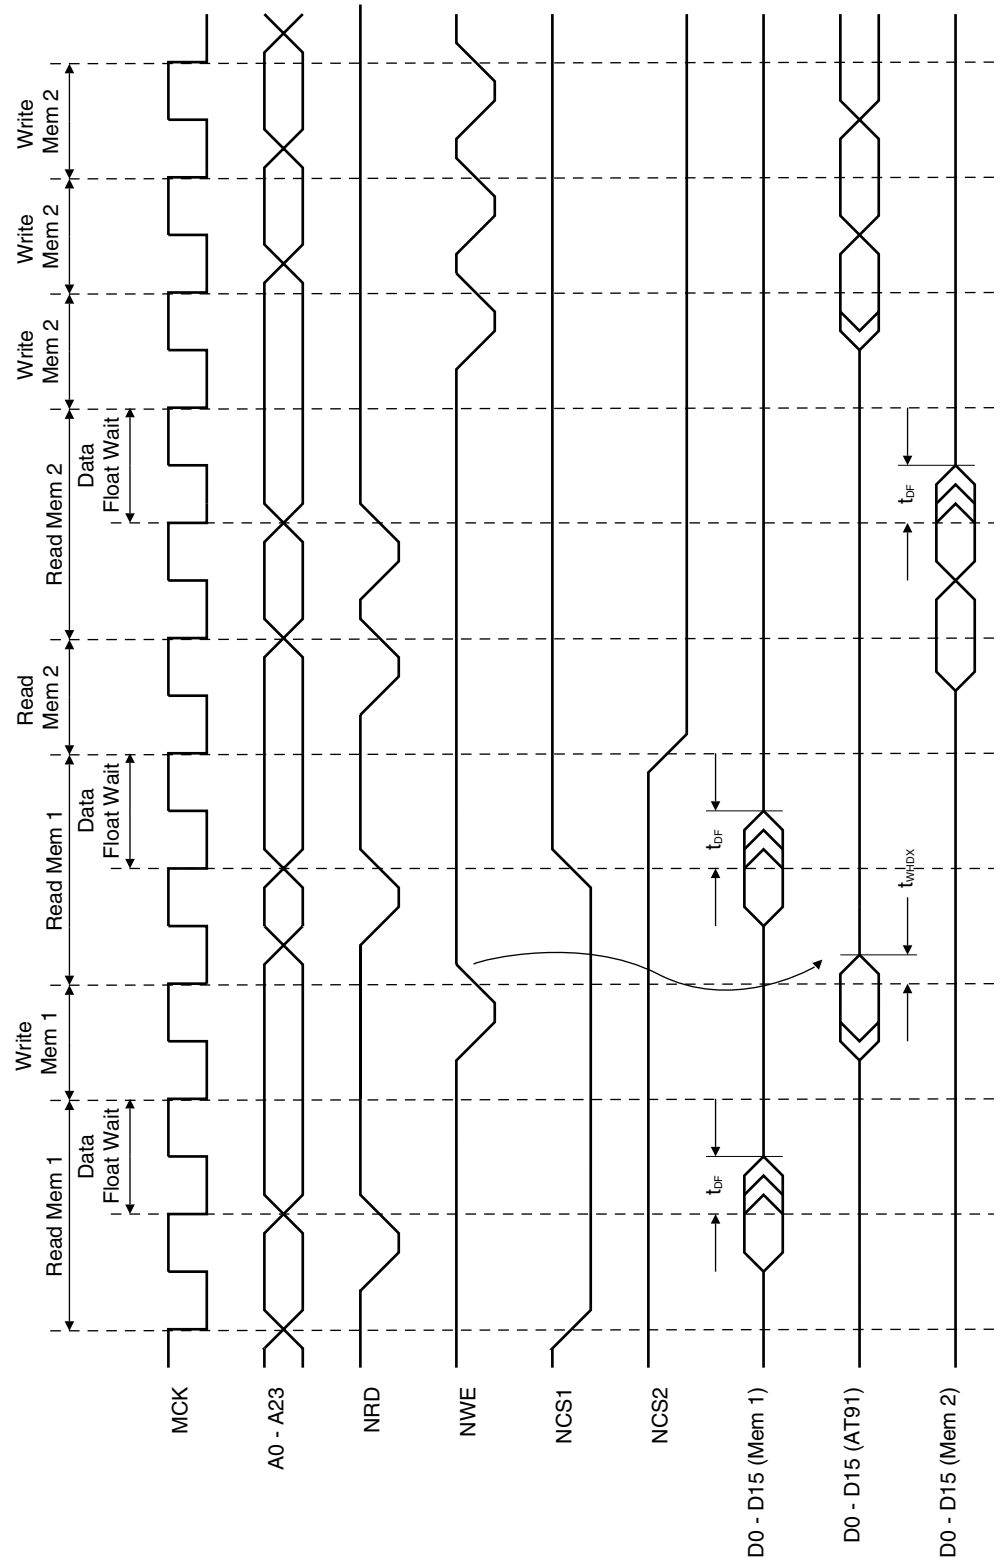 Read Mem 1
Write
Mem 1
Read Mem 1
Read
Mem 2
Read Mem 2
Write
Mem 2
Write
Mem 2
Write
Mem 2
Data
Float Wait
Data
Float Wait
Data
Float Wait
MCK
A0 - A23
NRD
NWE
NCS1
NCS2
D0 - D15 (Mem 1)
tDF
tDF
D0 - D15 (AT91)
tWHDX
D0 - D15 (Mem 2)
tDF